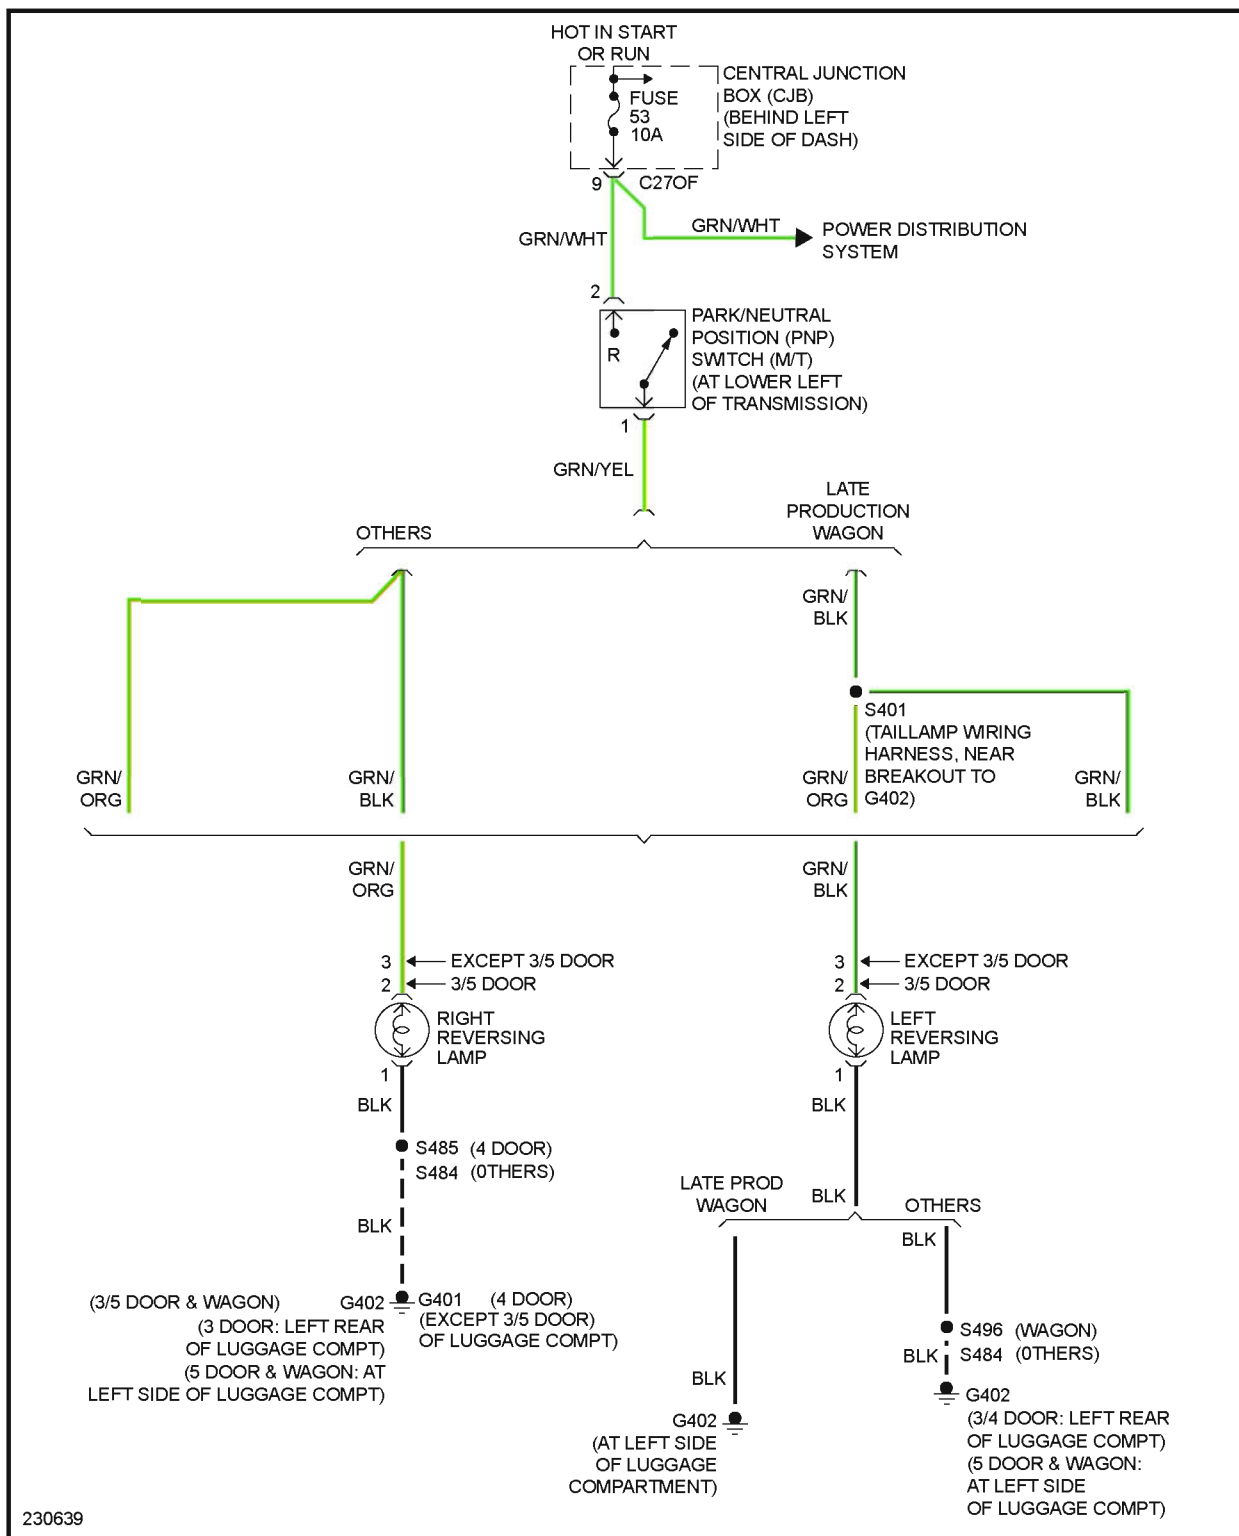 HOT IN START
OR RUN
CENTRAL JUNCTION
BOX (CJB)
(BEHIND LEFT
SIDE OF DASH)
FUSE
53
10A
9
C270F
GRN/WHT
GRN/WHT
POWER DISTRIBUTION
SYSTEM
2
PARK/NEUTRAL
POSITION (PNP)
SWITCH (M/T)
(AT LOWER LEFT
OF TRANSMISSION)
R
1
GRN/YEL
OTHERS
LATE
PRODUCTION
WAGON
GRN/
BLK
S401
(TAILLAMP WIRING
HARNESS, NEAR
BREAKOUT TO
G402)
GRN/
ORG
GRN/
BLK
GRN/
ORG
GRN/
BLK
GRN/
ORG
GRN/
BLK
3
EXCEPT 3/5 DOOR
2
3/5 DOOR
3
EXCEPT 3/5 DOOR
2
3/5 DOOR
RIGHT
REVERSING
LAMP
LEFT
REVERSING
LAMP
1
BLK
1
BLK
S485 (4 DOOR)
S484 (0THERS)
BLK
LATE PROD
WAGON
BLK
OTHERS
BLK
(3/5 DOOR & WAGON) G402
(3 DOOR: LEFT REAR
OF LUGGAGE COMPT)
(5 DOOR & WAGON: AT
LEFT SIDE OF LUGGAGE COMPT)
G401 (4 DOOR)
(EXCEPT 3/5 DOOR)
OF LUGGAGE COMPT)
S496 (WAGON)
S484 (0THERS)
BLK
BLK
G402
(AT LEFT SIDE
OF LUGGAGE
COMPARTMENT)
G402
(3/4 DOOR: LEFT REAR
OF LUGGAGE COMPT)
(5 DOOR & WAGON:
AT LEFT SIDE
OF LUGGAGE COMPT)
230639